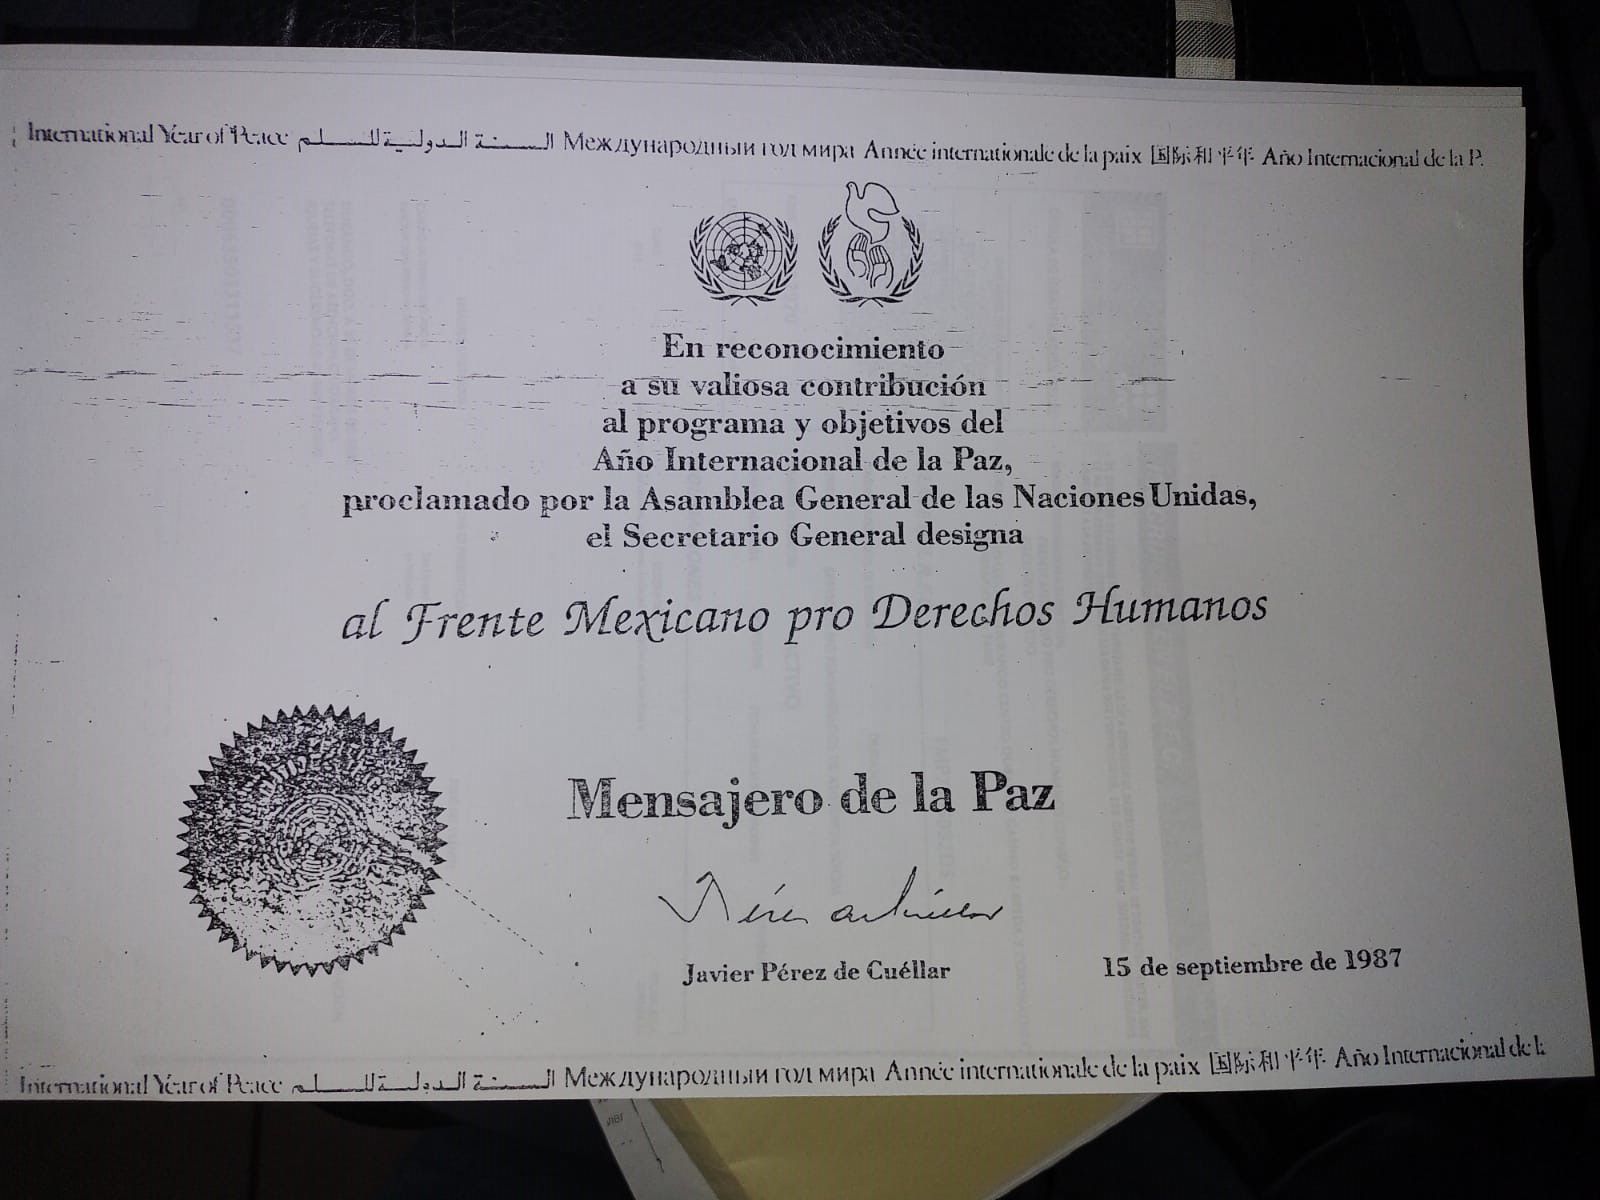 International Year of Peace السنة الدولية للسلم Международный год мира Année internationale de la paix 国际和平年 Año Internacional de la P.
En reconocimiento
a su valiosa contribución
al programa y objetivos del
Año Internacional de la Paz,
proclamado por la Asamblea General de las Naciones Unidas,
el Secretario General designa
al Frente Mexicano pro Derechos Humanos
Mensajero de la Paz
Javier Pérez de Cuéllar
15 de septiembre de 1987
International Year of Peace السنة الدولية للسلم Международный год мира Année internationale de la paix 国际和平年 Año Internacional de la